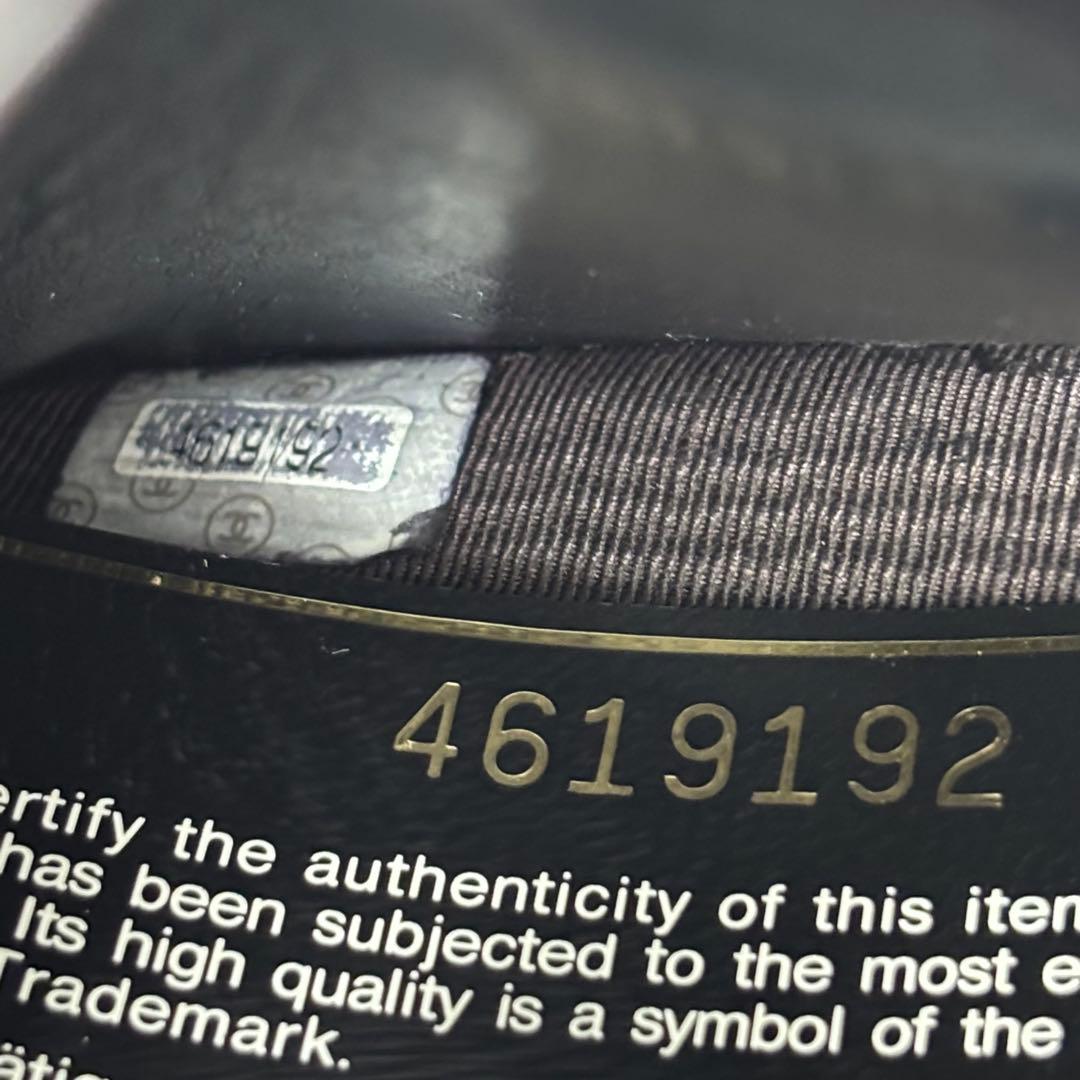 4619192
4619192
ertify the authenticity of this item
has been subjected to the most e
Its high quality is a symbol of the
Trademark.
ätig